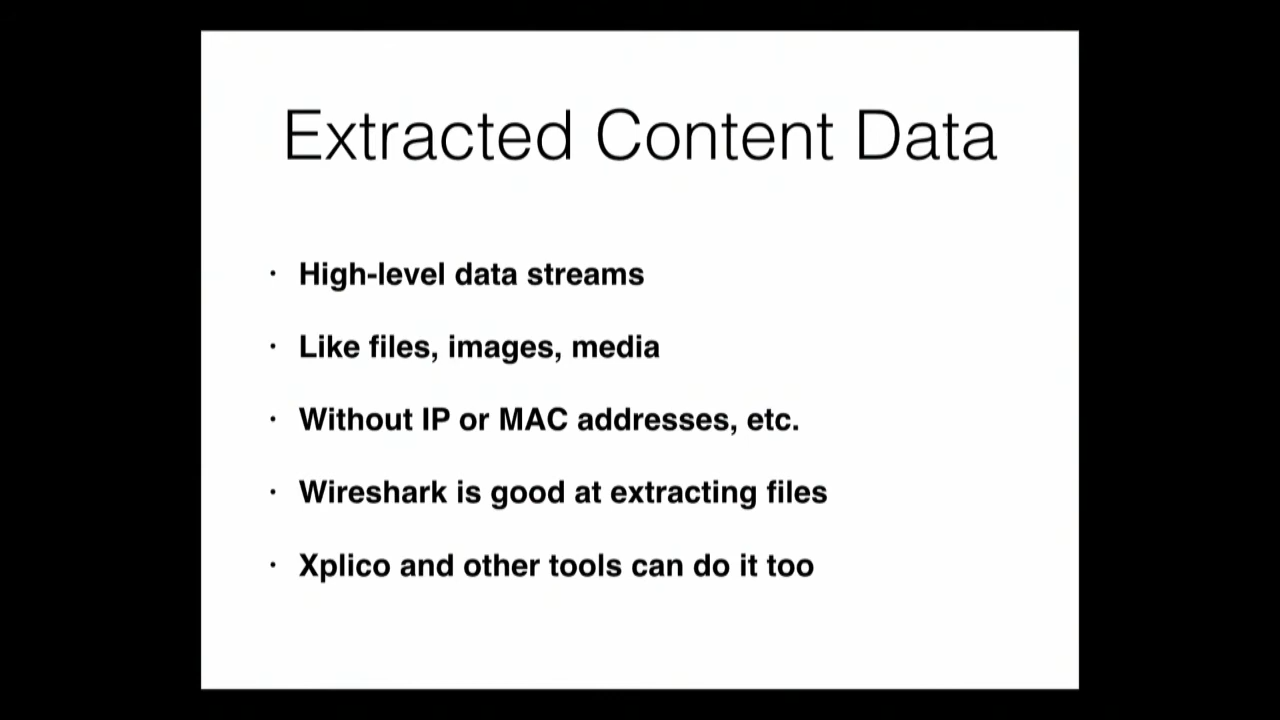 Extracted Content Data
• High-level data streams
• Like files, images, media
• Without IP or MAC addresses, etc.
• Wireshark is good at extracting files
• Xplico and other tools can do it too